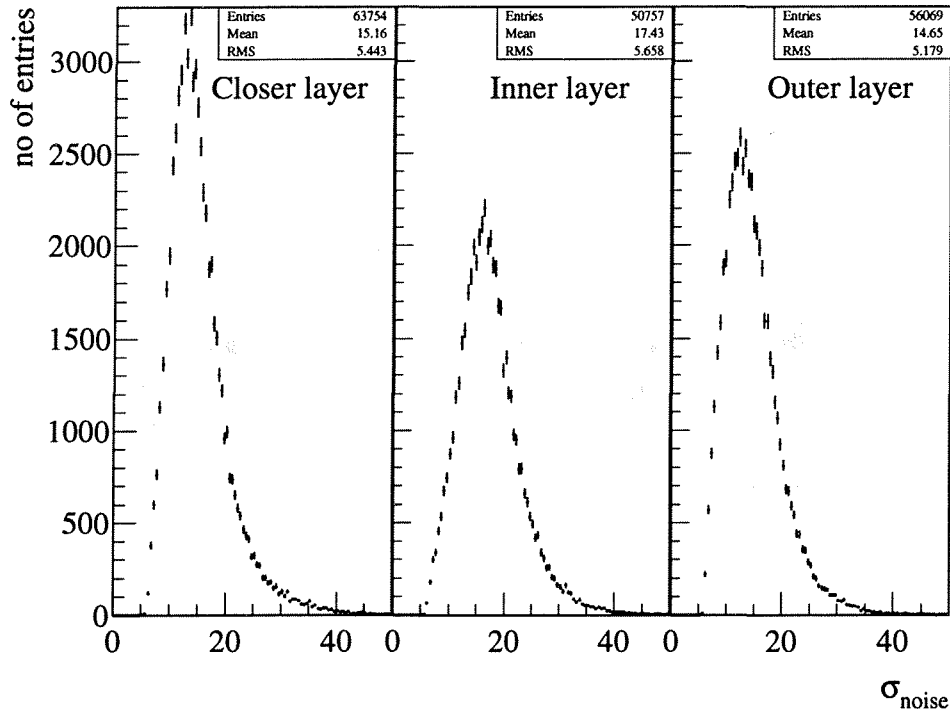 no of entries
3000
2500
2000
1500
1000
500
0
Entries 63754
Mean 15.16
RMS 5.443
Closer layer
Entries 50757
Mean 17.43
RMS 5.658
Inner layer
Entries 56069
Mean 14.65
RMS 5.179
Outer layer
0 20 40 0 20 40 0 20 40
σnoise